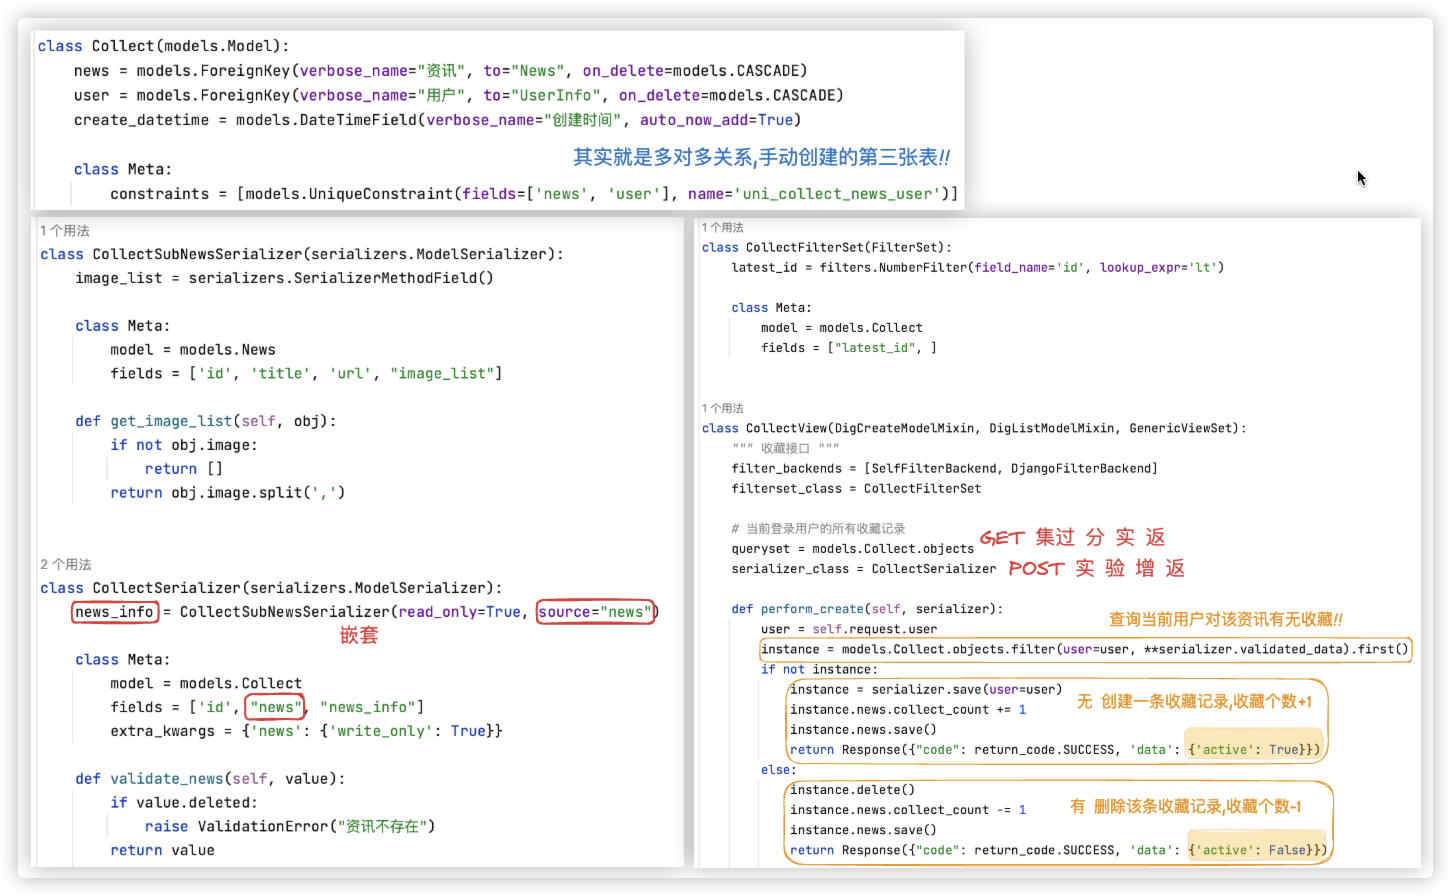 class Collect(models.Model):
    news = models.ForeignKey(verbose_name="资讯", to="News", on_delete=models.CASCADE)
    user = models.ForeignKey(verbose_name="用户", to="UserInfo", on_delete=models.CASCADE)
    create_datetime = models.DateTimeField(verbose_name="创建时间", auto_now_add=True)
其实就是多对多关系,手动创建的第三张表!!
    class Meta:
        constraints = [models.UniqueConstraint(fields=['news', 'user'], name='uni_collect_news_user')]
1 个用法
class CollectSubNewsSerializer(serializers.ModelSerializer):
    image_list = serializers.SerializerMethodField()
    class Meta:
        model = models.News
        fields = ['id', 'title', 'url', "image_list"]
    def get_image_list(self, obj):
        if not obj.image:
            return []
        return obj.image.split(',')
2 个用法
class CollectSerializer(serializers.ModelSerializer):
    news_info = CollectSubNewsSerializer(read_only=True, source="news")
嵌套
    class Meta:
        model = models.Collect
        fields = ['id', "news", "news_info"]
        extra_kwargs = {'news': {'write_only': True}}
    def validate_news(self, value):
        if value.deleted:
            raise ValidationError("资讯不存在")
        return value
1 个用法
class CollectFilterSet(FilterSet):
    latest_id = filters.NumberFilter(field_name='id', lookup_expr='lt')
    class Meta:
        model = models.Collect
        fields = ["latest_id", ]
1 个用法
class CollectView(DigCreateModelMixin, DigListModelMixin, GenericViewSet):
    """ 收藏接口 """
    filter_backends = [SelfFilterBackend, DjangoFilterBackend]
    filterset_class = CollectFilterSet
    # 当前登录用户的所有收藏记录
    queryset = models.Collect.objects GET 集过 分 实 返
    serializer_class = CollectSerializer POST 实 验 增 返
    def perform_create(self, serializer):
查询当前用户对该资讯有无收藏!!
        user = self.request.user
        instance = models.Collect.objects.filter(user=user, **serializer.validated_data).first()
        if not instance:
            instance = serializer.save(user=user)
无 创建一条收藏记录,收藏个数+1
            instance.news.collect_count += 1
            instance.news.save()
            return Response({"code": return_code.SUCCESS, 'data': {'active': True}})
        else:
            instance.delete()
有 删除该条收藏记录,收藏个数-1
            instance.news.collect_count -= 1
            instance.news.save()
            return Response({"code": return_code.SUCCESS, 'data': {'active': False}})